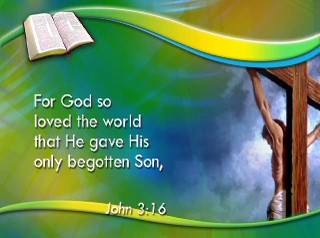 For God so
loved the world
that He gave His
only begotten Son,
John 3:16